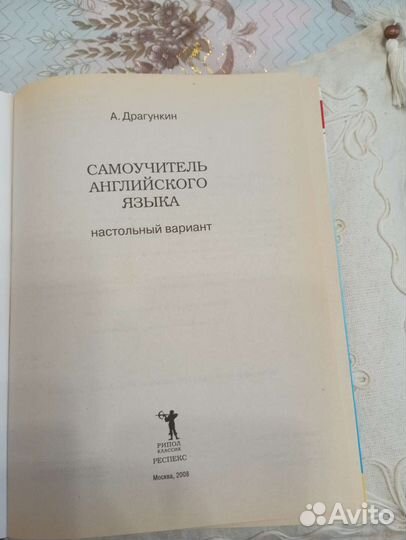 А. Драгункин
САМОУЧИТЕЛЬ
АНГЛИЙСКОГО
ЯЗЫКА
настольный вариант
РИПОЛ
КЛАССИК
РЕСПЕКС
Москва, 2008
Avito